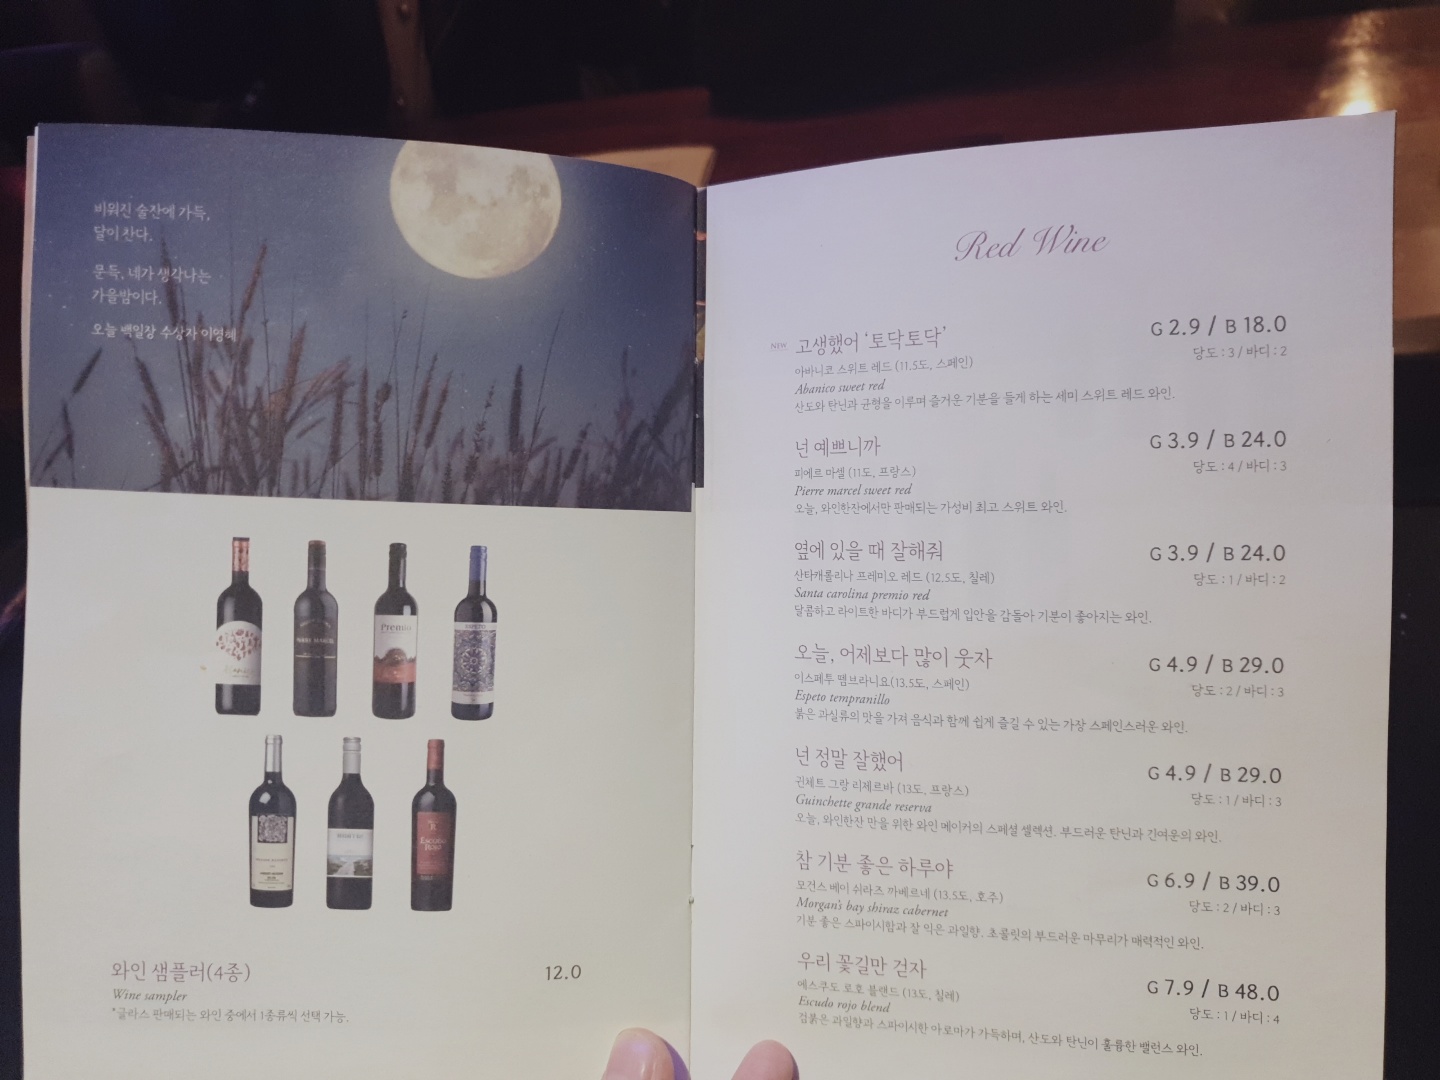 비워진 술잔에 가득,
달이 찬다.
문득, 네가 생각나는
가을밤이다.
오늘 백일장 수상자 이영혜
Premio
ESCUDO
ROJO
와인 샘플러(4종)
12.0
Wine sampler
*글라스 판매되는 와인 중에서 1종류씩 선택 가능.
Red Wine
NEW 고생했어 '토닥토닥'
G 2.9 / B 18.0
아바니코 스위트 레드 (11.5도, 스페인)
당도 : 3 / 바디 : 2
Abanico sweet red
산도와 탄닌과 균형을 이루며 즐거운 기분을 들게 하는 세미 스위트 레드 와인.
넌 예쁘니까
G 3.9 / B 24.0
피에르 마셀 (11도, 프랑스)
당도 : 4 / 바디 : 3
Pierre marcel sweet red
오늘, 와인한잔에서만 판매되는 가성비 최고 스위트 와인.
옆에 있을 때 잘해줘
G 3.9 / B 24.0
산타캐롤리나 프레미오 레드 (12.5도, 칠레)
당도 : 1 / 바디 : 2
Santa carolina premio red
달콤하고 라이트한 바디가 부드럽게 입안을 감돌아 기분이 좋아지는 와인.
오늘, 어제보다 많이 웃자
G 4.9 / B 29.0
이스페투 뗌브라니요(13.5도, 스페인)
당도 : 2 / 바디 : 3
Espeto tempranillo
붉은 과실류의 맛을 가져 음식과 함께 쉽게 즐길 수 있는 가장 스페인스러운 와인.
넌 정말 잘했어
G 4.9 / B 29.0
귄체트 그랑 리제르바 (13도, 프랑스)
당도 : 1 / 바디 : 3
Guinchette grande reserva
오늘, 와인한잔 만을 위한 와인 메이커의 스페셜 셀렉션. 부드러운 탄닌과 긴여운의 와인.
참 기분 좋은 하루야
G 6.9 / B 39.0
모건스 베이 쉬라즈 까베르네 (13.5도, 호주)
당도 : 2 / 바디 : 3
Morgan's bay shiraz cabernet
기분 좋은 스파이시함과 잘 익은 과일향. 초콜릿의 부드러운 마무리가 매력적인 와인.
우리 꽃길만 걷자
G 7.9 / B 48.0
에스쿠도 로호 블랜드 (13도, 칠레)
당도 : 1 / 바디 : 4
Escudo rojo blend
검붉은 과일향과 스파이시한 아로마가 가득하며, 산도와 탄닌이 훌륭한 밸런스 와인.